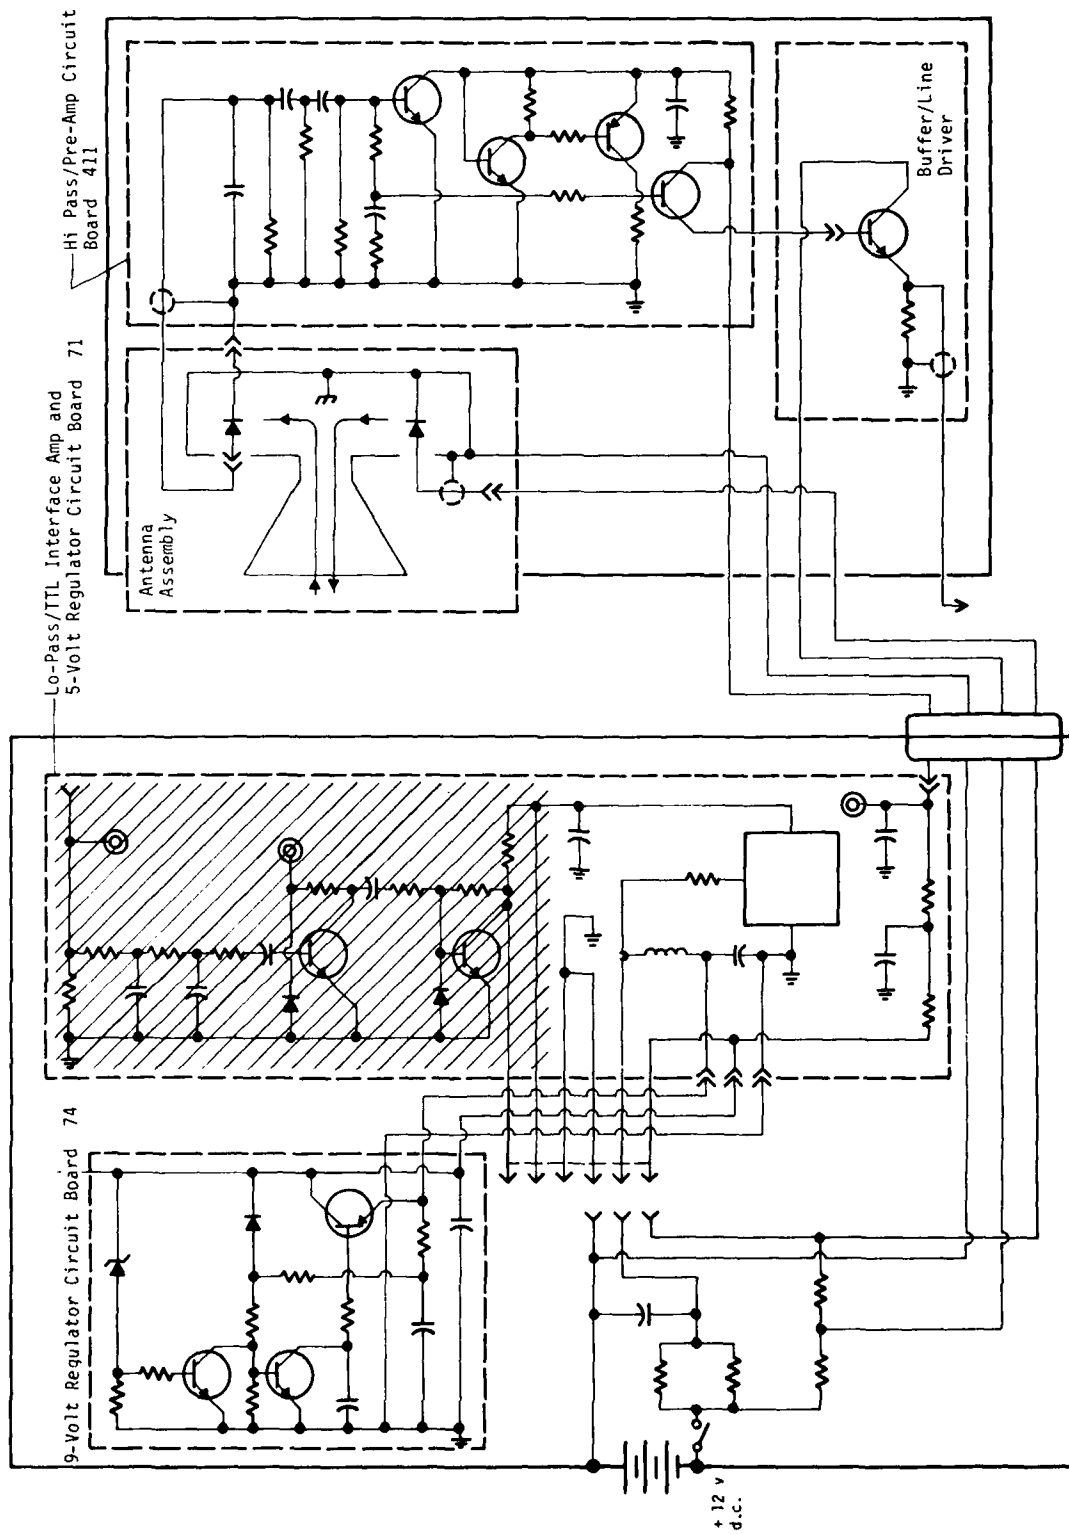 Hi Pass/Pre-Amp Circuit
Board 411
Lo-Pass/TTL Interface Amp and
5-Volt Regulator Circuit Board 71
Antenna
Assembly
Buffer/Line
Driver
9-Volt Regulator Circuit Board 74
+12 v
d.c.